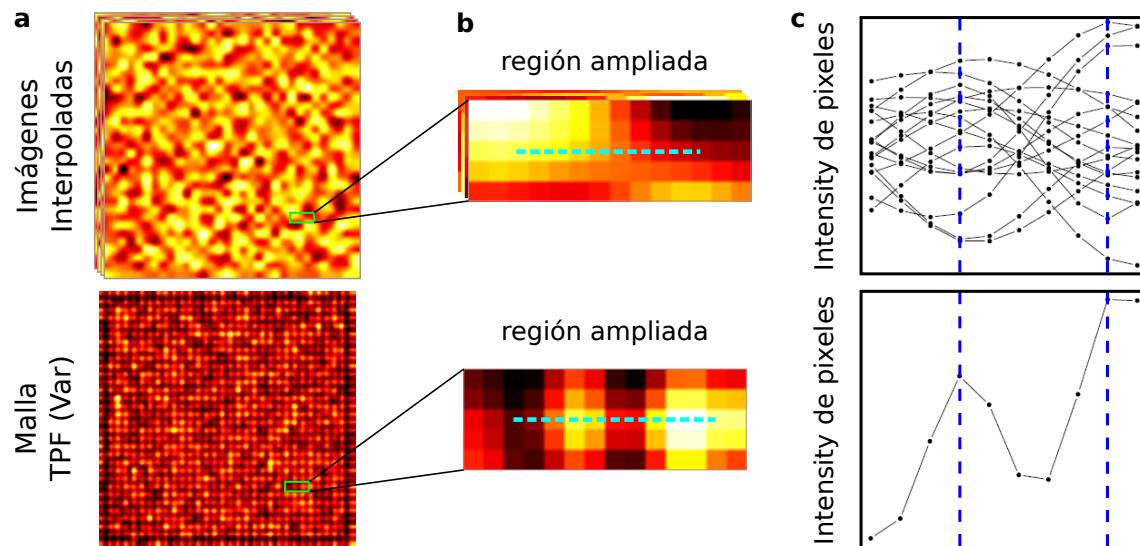 a
b
c
Imágenes
Interpoladas
región ampliada
Intensity de pixeles
Malla
TPF (Var)
región ampliada
Intensity de pixeles